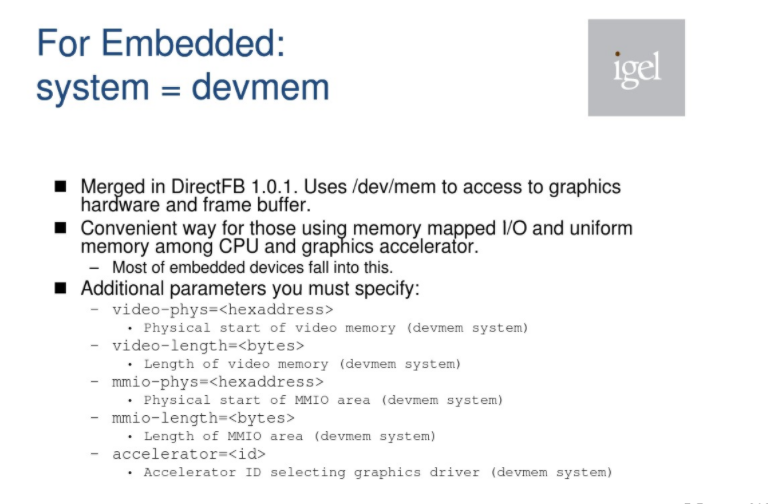 For Embedded:
system = devmem
igel
■ Merged in DirectFB 1.0.1. Uses /dev/mem to access to graphics
hardware and frame buffer.
■ Convenient way for those using memory mapped I/O and uniform
memory among CPU and graphics accelerator.
– Most of embedded devices fall into this.
■ Additional parameters you must specify:
– video-phys=<hexaddress>
• Physical start of video memory (devmem system)
– video-length=<bytes>
• Length of video memory (devmem system)
– mmio-phys=<hexaddress>
• Physical start of MMIO area (devmem system)
– mmio-length=<bytes>
• Length of MMIO area (devmem system)
– accelerator=<id>
• Accelerator ID selecting graphics driver (devmem system)